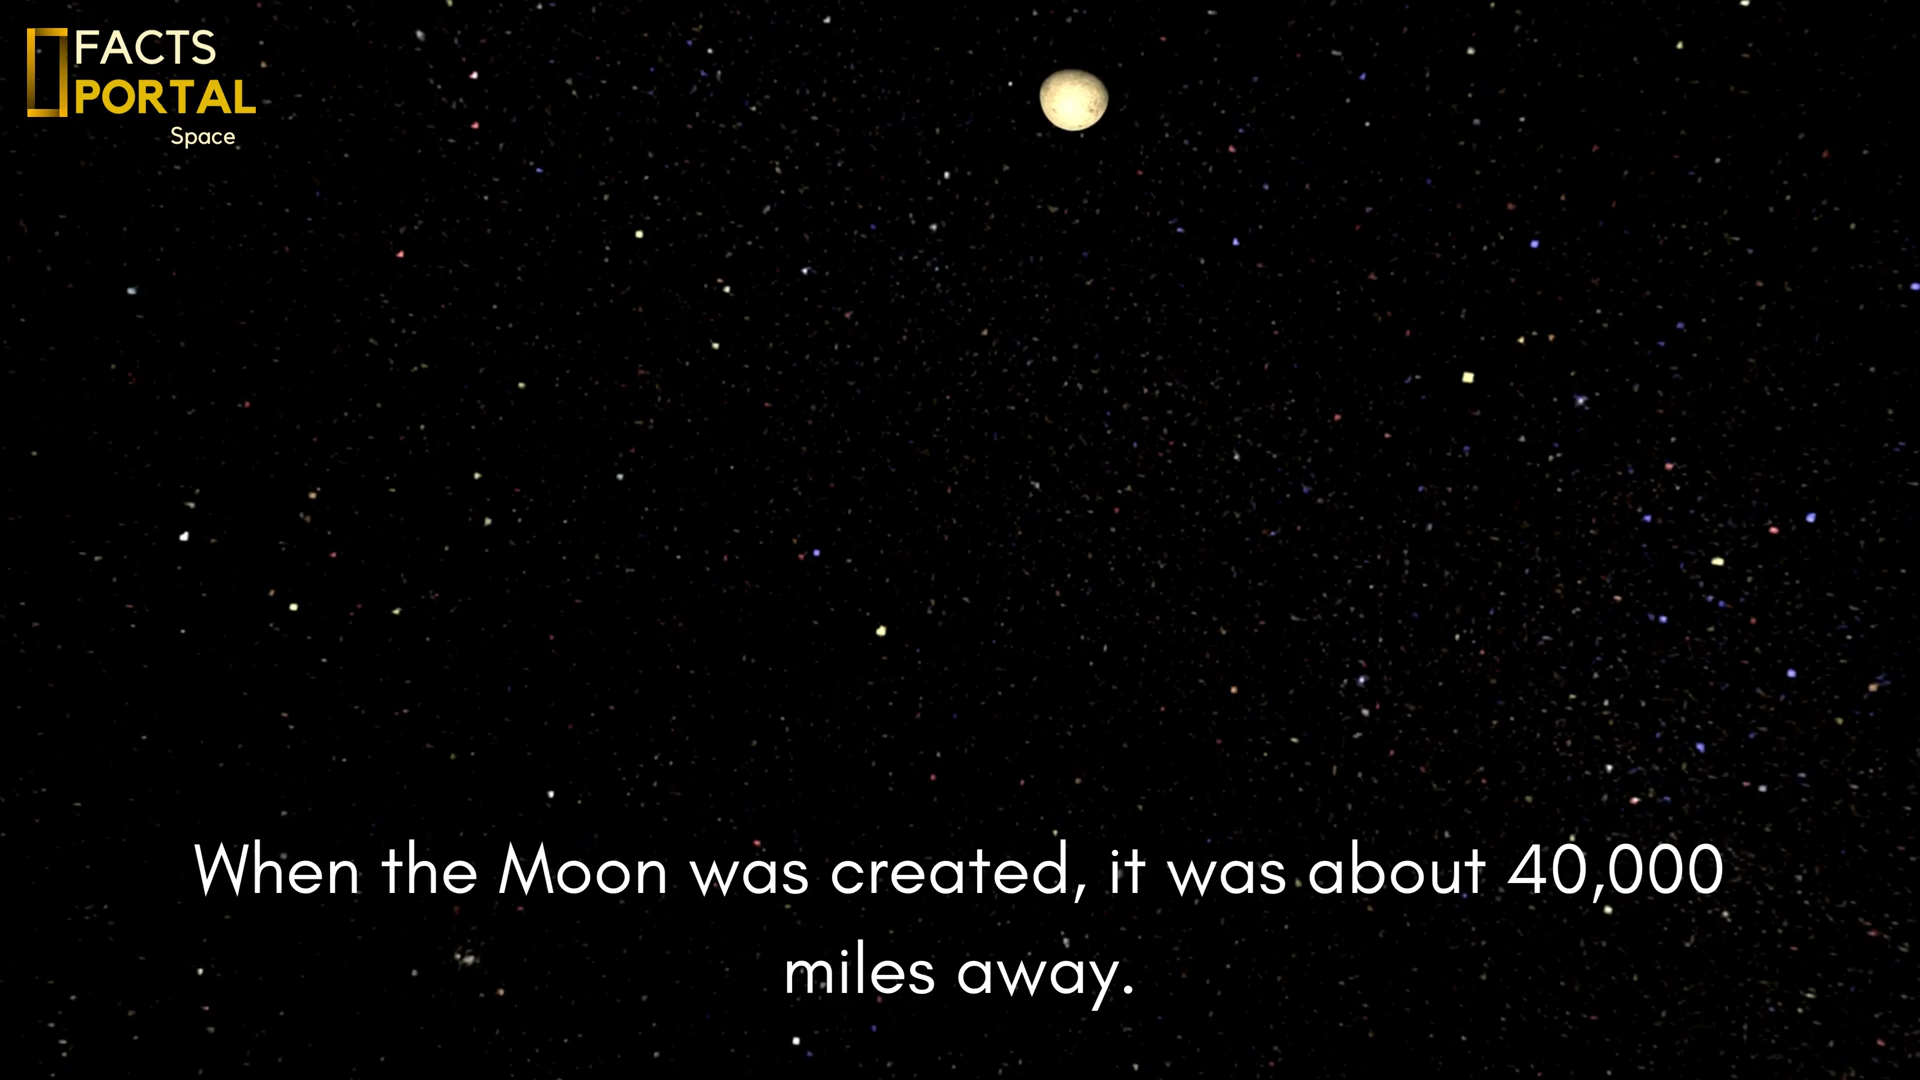 FACTS
PORTAL
Space
When the Moon was created, it was about 40,000
miles away.